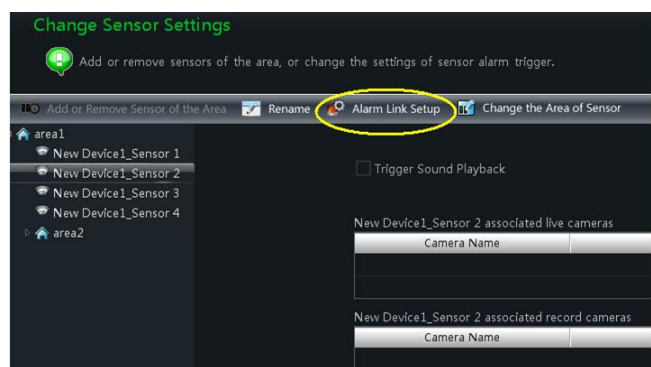 Change Sensor Settings
Add or remove sensors of the area, or change the settings of sensor alarm trigger.
Add or Remove Sensor of the Area Rename Alarm Link Setup Change the Area of Sensor
area1
New Device1_Sensor 1
New Device1_Sensor 2
Trigger Sound Playback
New Device1_Sensor 3
New Device1_Sensor 4
New Device1_Sensor 2 associated live cameras
area2
Camera Name
New Device1_Sensor 2 associated record cameras
Camera Name